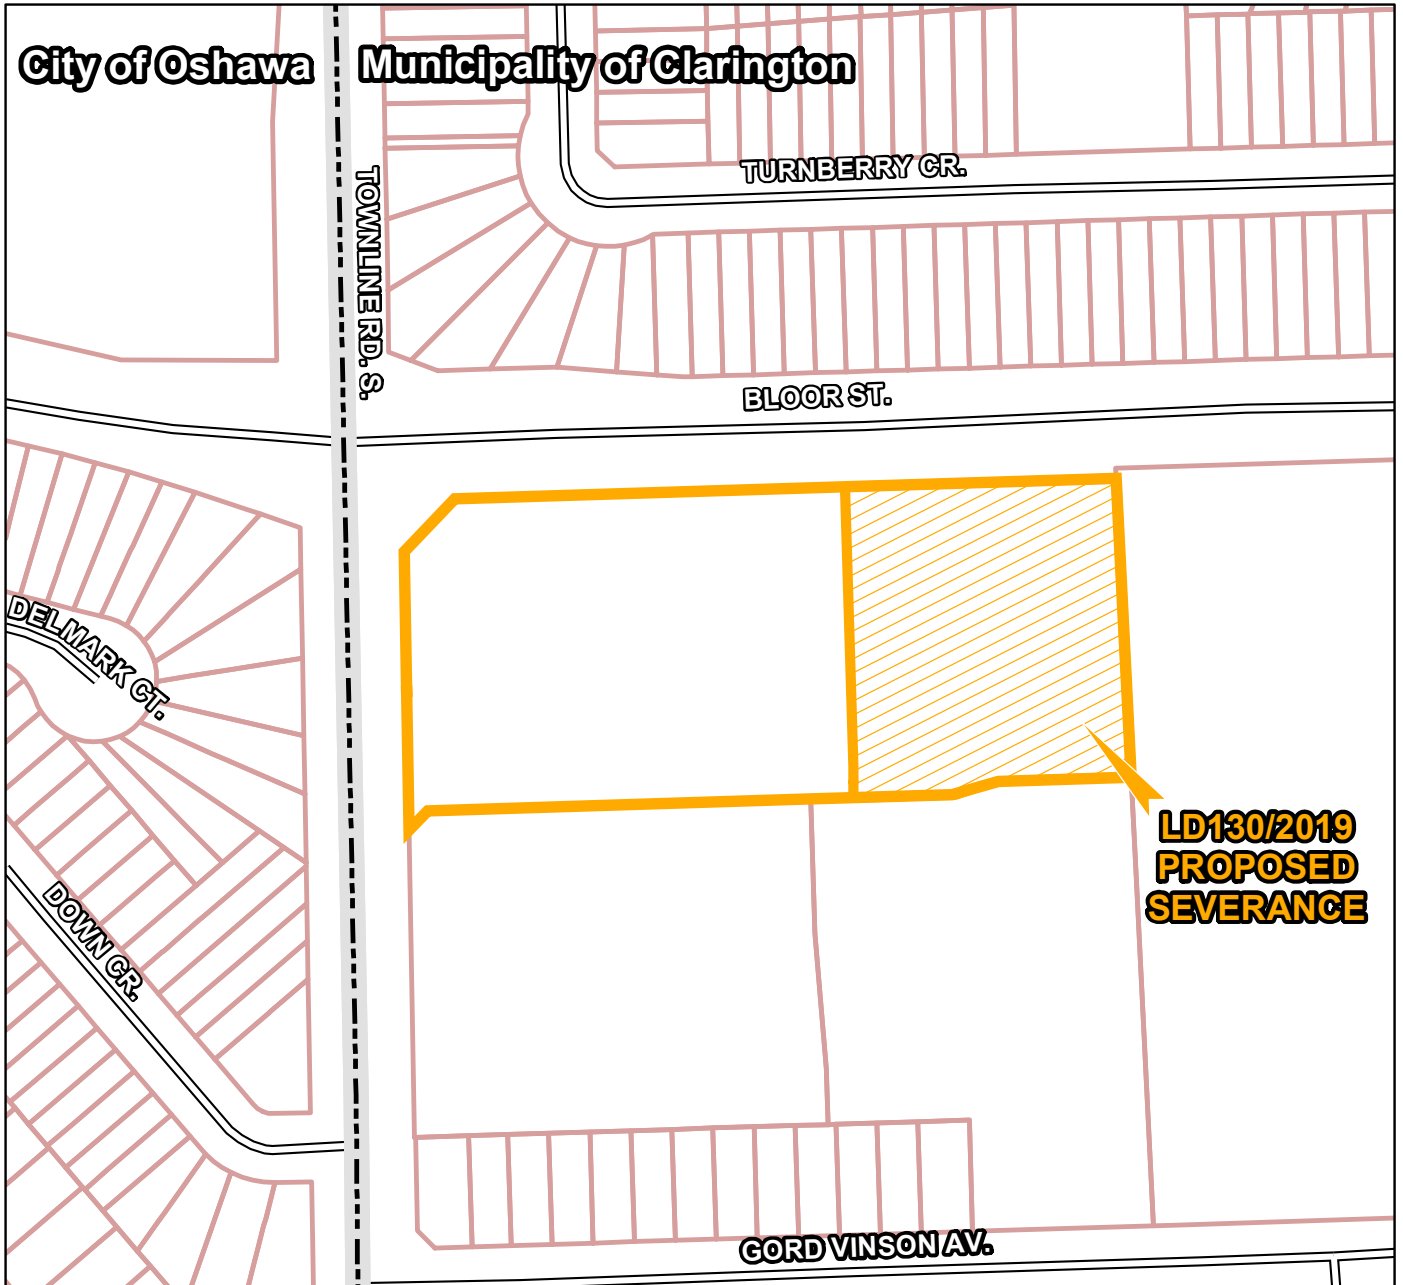 City of Oshawa
Municipality of Clarington
TURNBERRY CR.
TOWNLINE RD. S.
BLOOR ST.
DELMARK CT.
LD130/2019
PROPOSED
SEVERANCE
DOWN CR.
GORD VINSON AV.